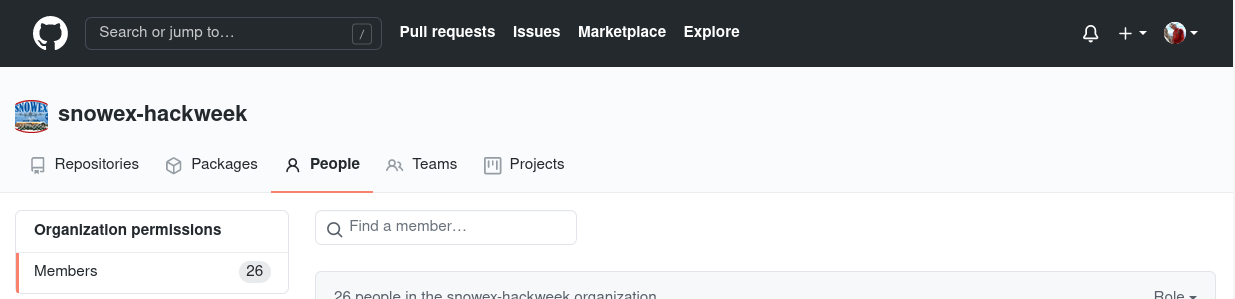 Search or jump to… /
Pull requests Issues Marketplace Explore
SNOWEX
snowex-hackweek
Repositories Packages People Teams Projects
Organization permissions
Find a member…
Members 26
26 people in the snowex-hackweek organization Role